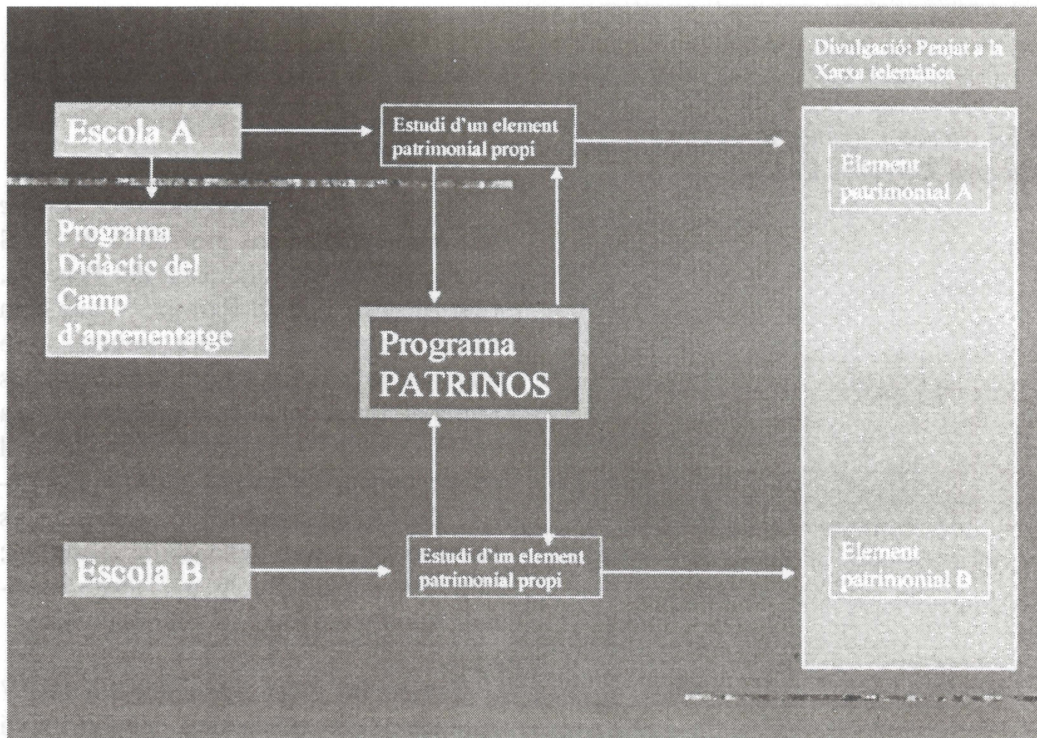 Divulgació: Penjat a la
Xarxa telemàtica
Escola A
Estudi d'un element
patrimonial propi
Element
patrimonial A
Programa
Didàctic del
Camp
d'aprenentatge
Programa
PATRINOS
Escola B
Estudi d'un element
patrimonial propi
Element
patrimonial B